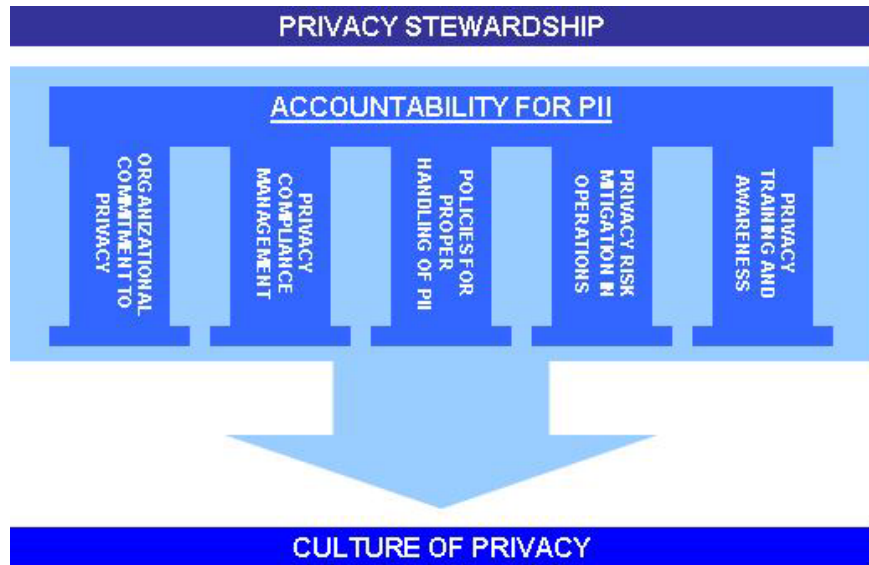 PRIVACY STEWARDSHIP
ACCOUNTABILITY FOR PII
ORGANIZATIONAL
COMMITMENT TO
PRIVACY
PRIVACY
COMPLIANCE
MANAGEMENT
POLICIES FOR
PROPER
HANDLING OF PII
PRIVACY RISK
MITIGATION IN
OPERATIONS
PRIVACY
TRAINING AND
AWARENESS
CULTURE OF PRIVACY